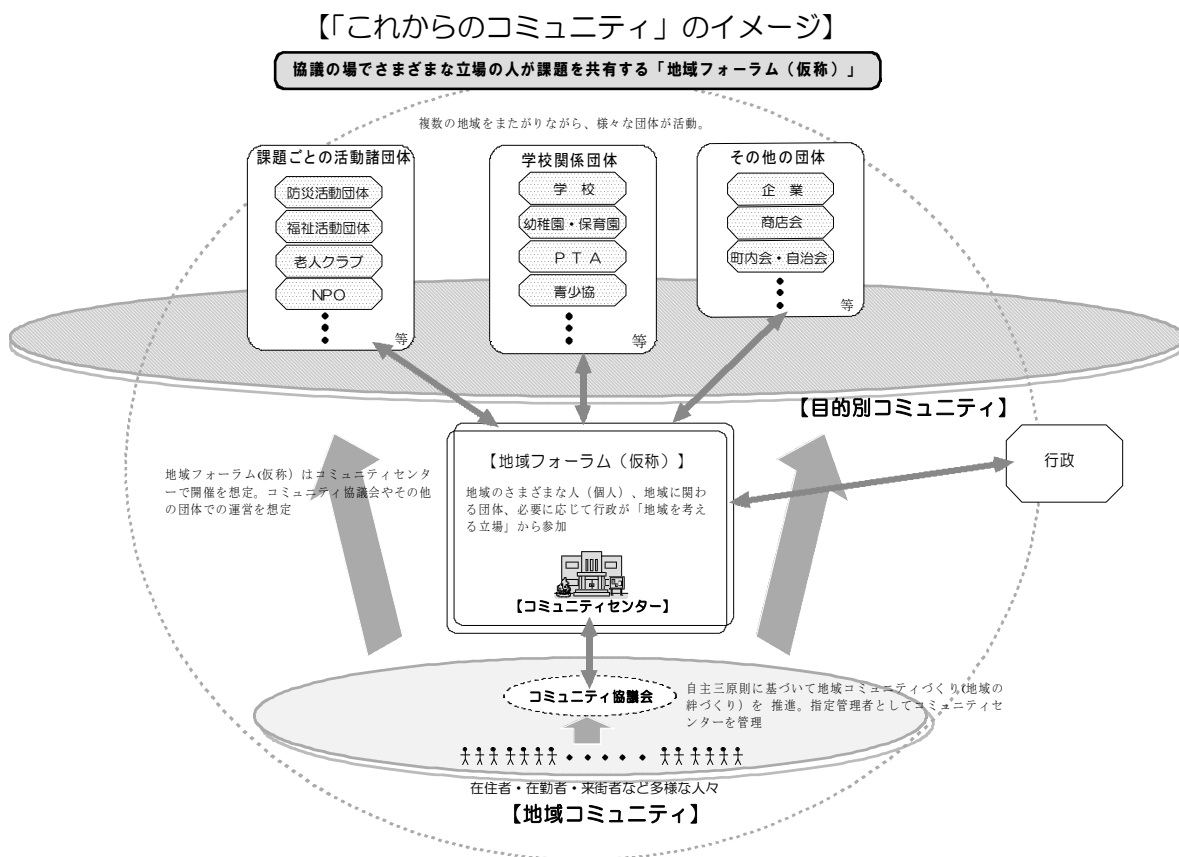 【「これからのコミュニティ」のイメージ】
協議の場でさまざまな立場の人が課題を共有する「地域フォーラム（仮称）」
複数の地域をまたがりながら、様々な団体が活動。
課題ごとの活動諸団体
防災活動団体
福祉活動団体
老人クラブ
NPO
等
学校関係団体
学　校
幼稚園・保育園
ＰＴＡ
青少協
等
その他の団体
企　業
商店会
町内会・自治会
等
【目的別コミュニティ】
行政
地域フォーラム(仮称）はコミュニティセンタ
ーで開催を想定。コミュニティ協議会やその他
の団体での運営を想定
【地域フォーラム（仮称）】
地域のさまざまな人（個人）、地域に関わ
る団体、必要に応じて行政が「地域を考え
る立場」から参加
【コミュニティセンター】
コミュニティ協議会
自主三原則に基づいて地域コミュニティづくり(地域の
絆づくり）を 推進。指定管理者としてコミュニティセ
ンターを管理
在住者・在勤者・来街者など多様な人々
【地域コミュニティ】